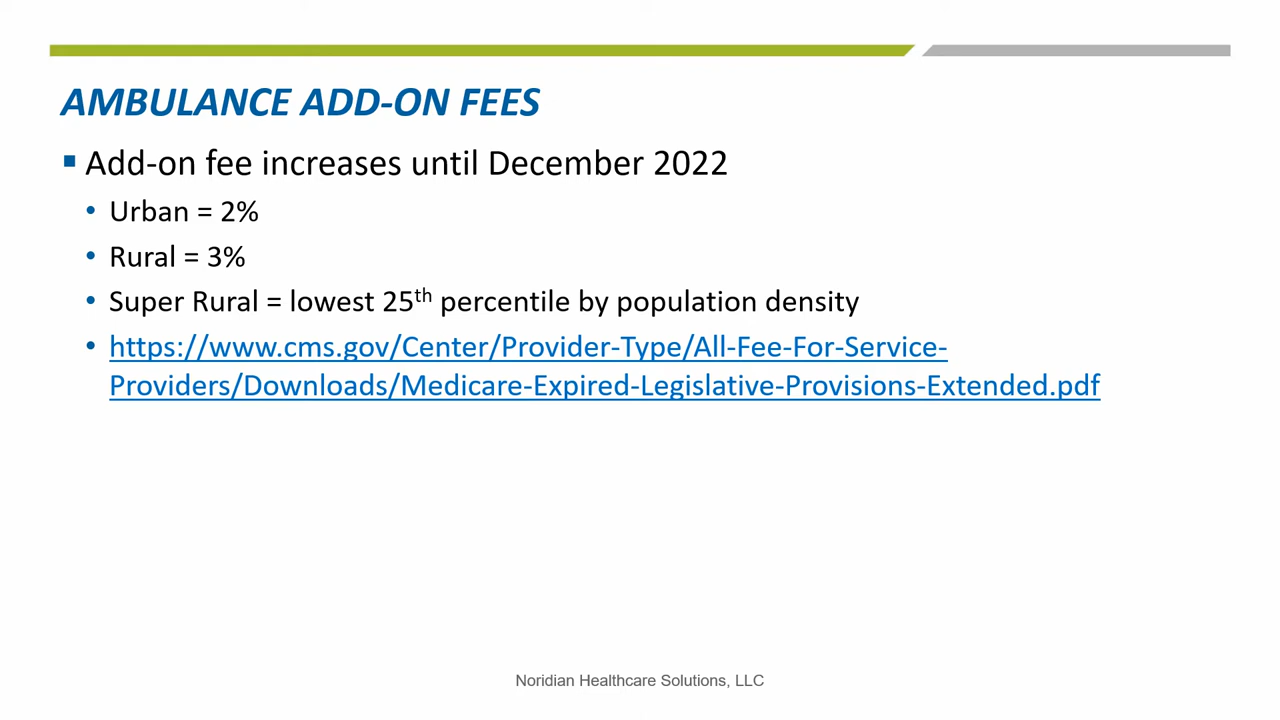 AMBULANCE ADD-ON FEES
▪ Add-on fee increases until December 2022
• Urban = 2%
• Rural = 3%
• Super Rural = lowest 25th percentile by population density
• https://www.cms.gov/Center/Provider-Type/All-Fee-For-Service-
Providers/Downloads/Medicare-Expired-Legislative-Provisions-Extended.pdf
Noridian Healthcare Solutions, LLC